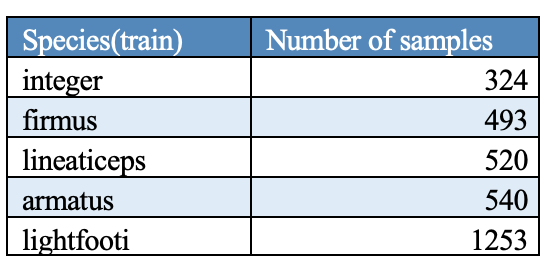 Species(train) Number of samples
integer 324
firmus 493
lineaticeps 520
armatus 540
lightfooti 1253